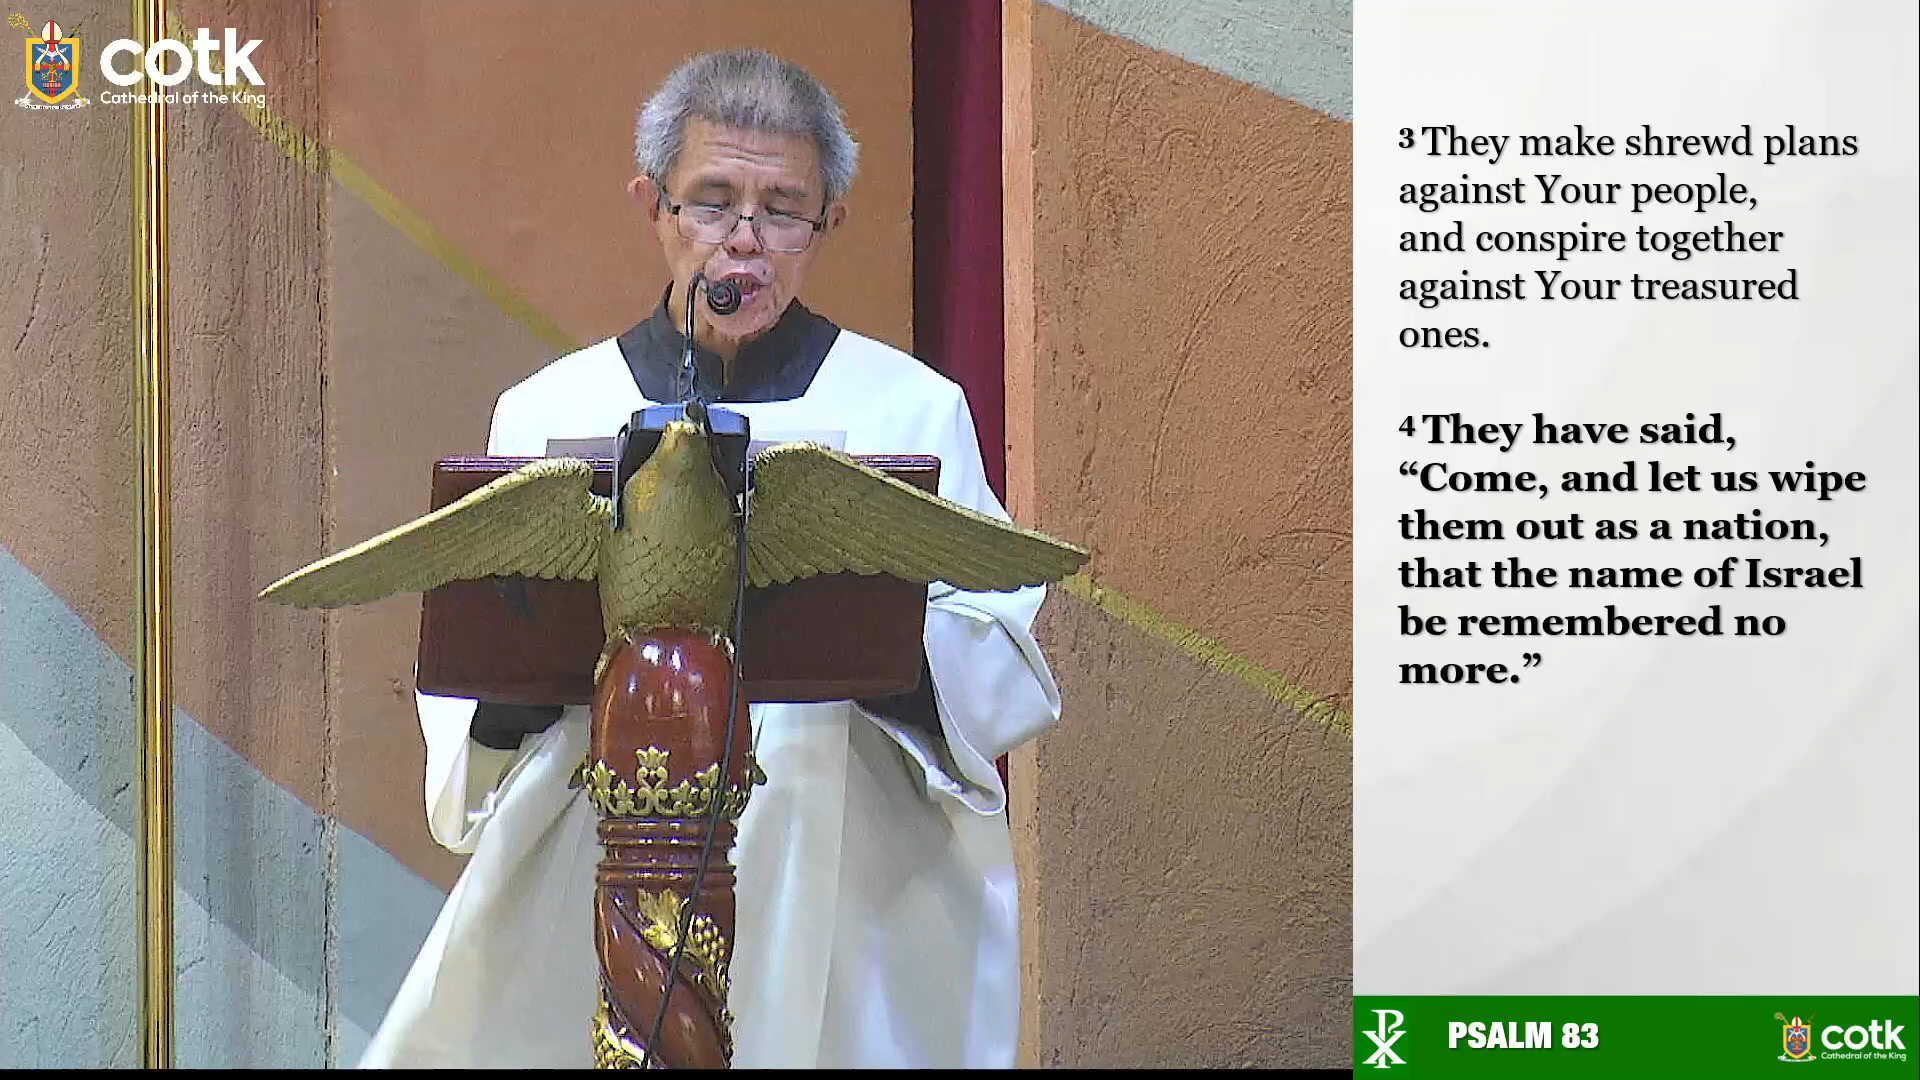 cotk
Cathedral of the King
3 They make shrewd plans
against Your people,
and conspire together
against Your treasured
ones.
4 They have said,
“Come, and let us wipe
them out as a nation,
that the name of Israel
be remembered no
more.”
PSALM 83
cotk
Cathedral of the King